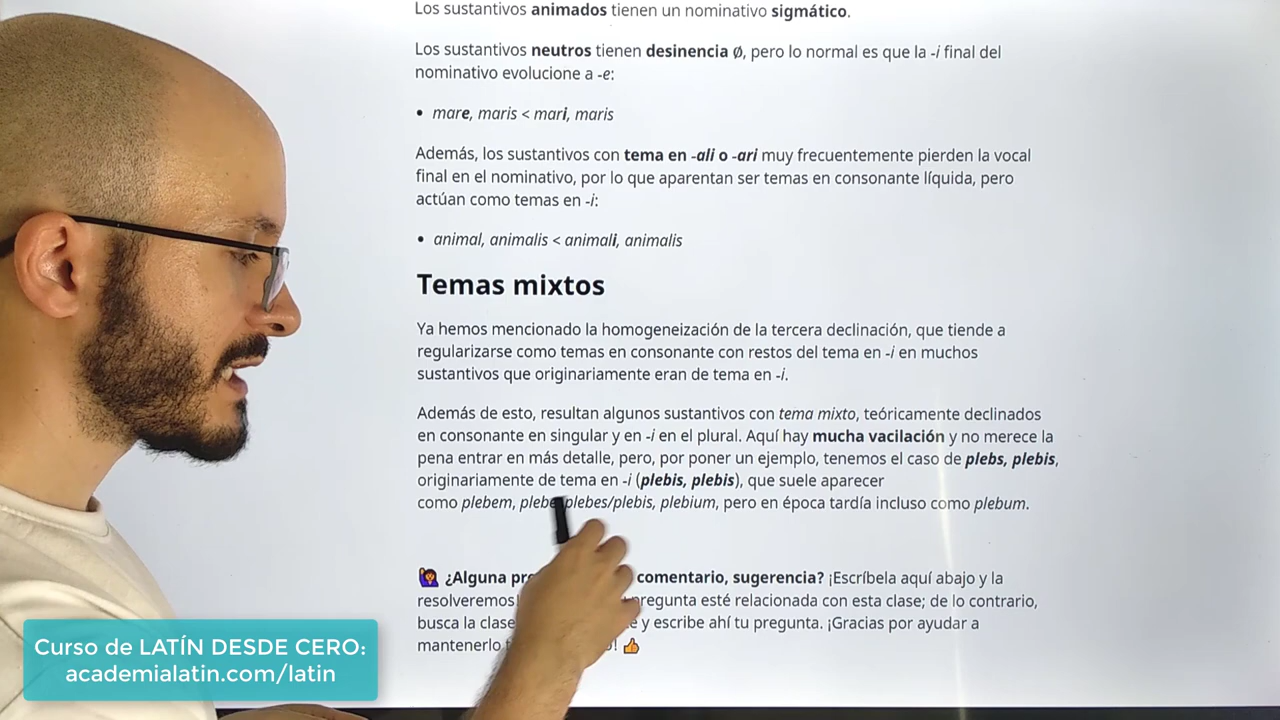 Los sustantivos animados tienen un nominativo sigmático.
Los sustantivos neutros tienen desinencia ø, pero lo normal es que la -i final del
nominativo evolucione a -e:
• mare, maris < mari, maris
Además, los sustantivos con tema en -ali o -ari muy frecuentemente pierden la vocal
final en el nominativo, por lo que aparentan ser temas en consonante líquida, pero
actúan como temas en -i:
• animal, animalis < animali, animalis
Temas mixtos
Ya hemos mencionado la homogeneización de la tercera declinación, que tiende a
regularizarse como temas en consonante con restos del tema en -i en muchos
sustantivos que originariamente eran de tema en -i.
Además de esto, resultan algunos sustantivos con tema mixto, teóricamente declinados
en consonante en singular y en -i en el plural. Aquí hay mucha vacilación y no merece la
pena entrar en más detalle, pero, por poner un ejemplo, tenemos el caso de plebs, plebis,
originariamente de tema en -i (plebis, plebis), que suele aparecer
como plebem, plebe plebes/plebis, plebium, pero en época tardía incluso como plebum.
¿Alguna comentario, sugerencia? ¡Escríbela aquí abajo y la
resolveremos pregunta esté relacionada con esta clase; de lo contrario,
busca la clase y escribe ahí tu pregunta. ¡Gracias por ayudar a
mantenerlo
Curso de LATÍN DESDE CERO:
academialatin.com/latin